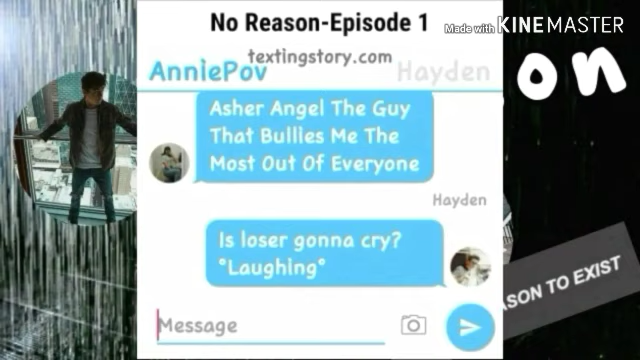 No Reason-Episode 1
Made with KINEMASTER
textingstory.com
AnniePov
Hayden
on
Asher Angel The Guy
That Bullies Me The
Most Out Of Everyone
Hayden
Is loser gonna cry?
°Laughing°
SON TO EXIST
Message